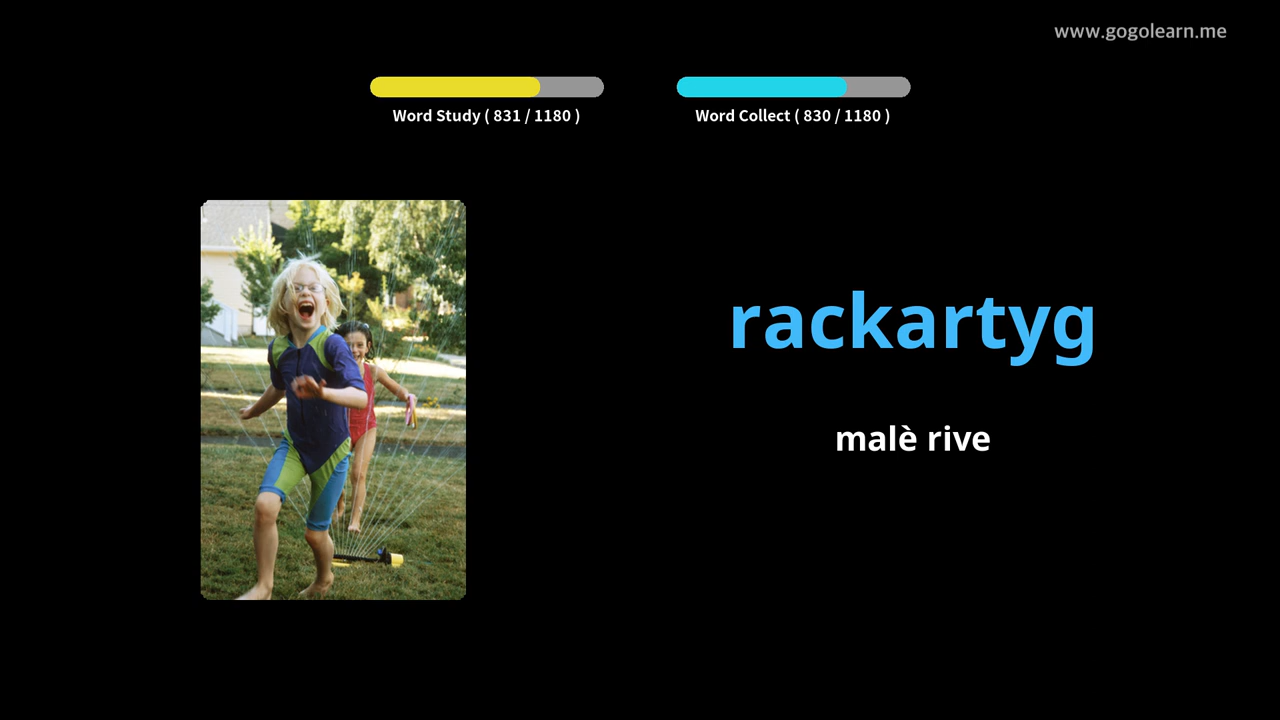 www.gogolearn.me
Word Study ( 831 / 1180 )
Word Collect ( 830 / 1180 )
rackartyg
malè rive